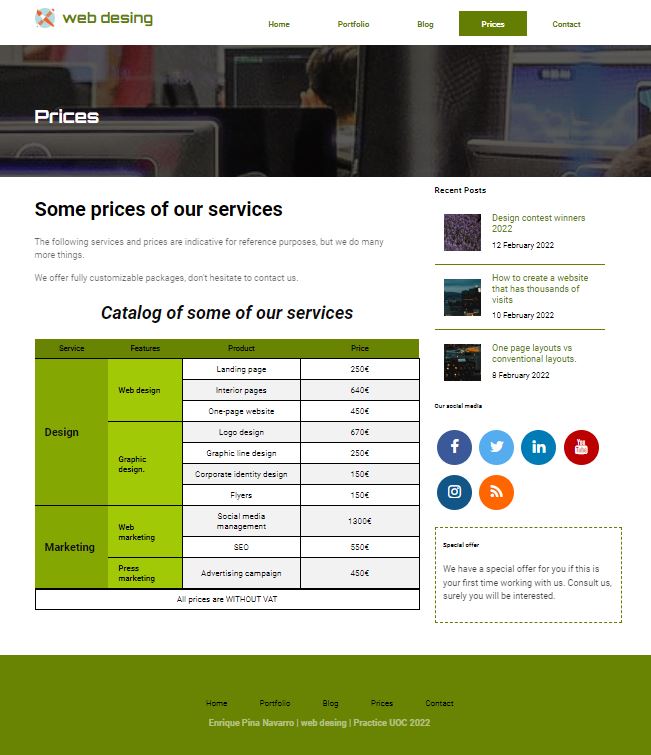 web desing
Home Portfolio Blog Prices Contact
Prices
Some prices of our services
The following services and prices are indicative for reference purposes, but we do many
more things.
We offer fully customizable packages, don't hesitate to contact us.
Catalog of some of our services
Service Features Product Price
Design
Web design
Landing page 250€
Interior pages 640€
One-page website 450€
Graphic
design.
Logo design 670€
Graphic line design 250€
Corporate identity design 150€
Flyers 150€
Marketing
Web
marketing
Social media
management
1300€
SEO 550€
Press
marketing
Advertising campaign 450€
All prices are WITHOUT VAT
Recent Posts
Design contest winners
2022
12 February 2022
How to create a website
that has thousands of
visits
10 February 2022
One page layouts vs
conventional layouts.
8 February 2022
Our social media
f
in
You
Tube
Special offer
We have a special offer for you if this is
your first time working with us. Consult us,
surely you will be interested.
Home Portfolio Blog Prices Contact
Enrique Pina Navarro | web desing | Practice UOC 2022